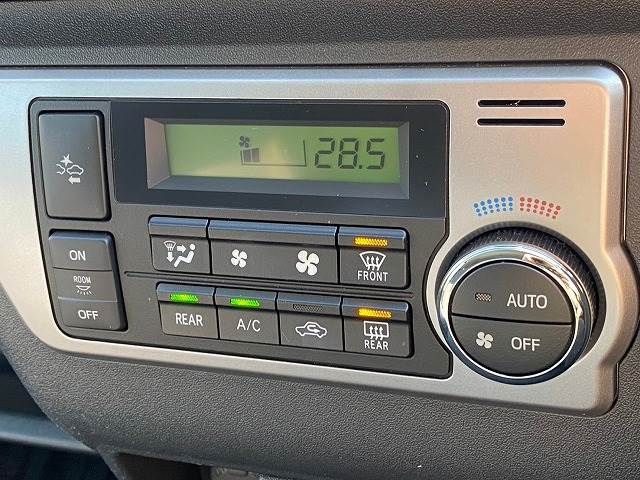 28.5
ON
ROOM
OFF
FRONT
REAR
A/C
REAR
AUTO
OFF